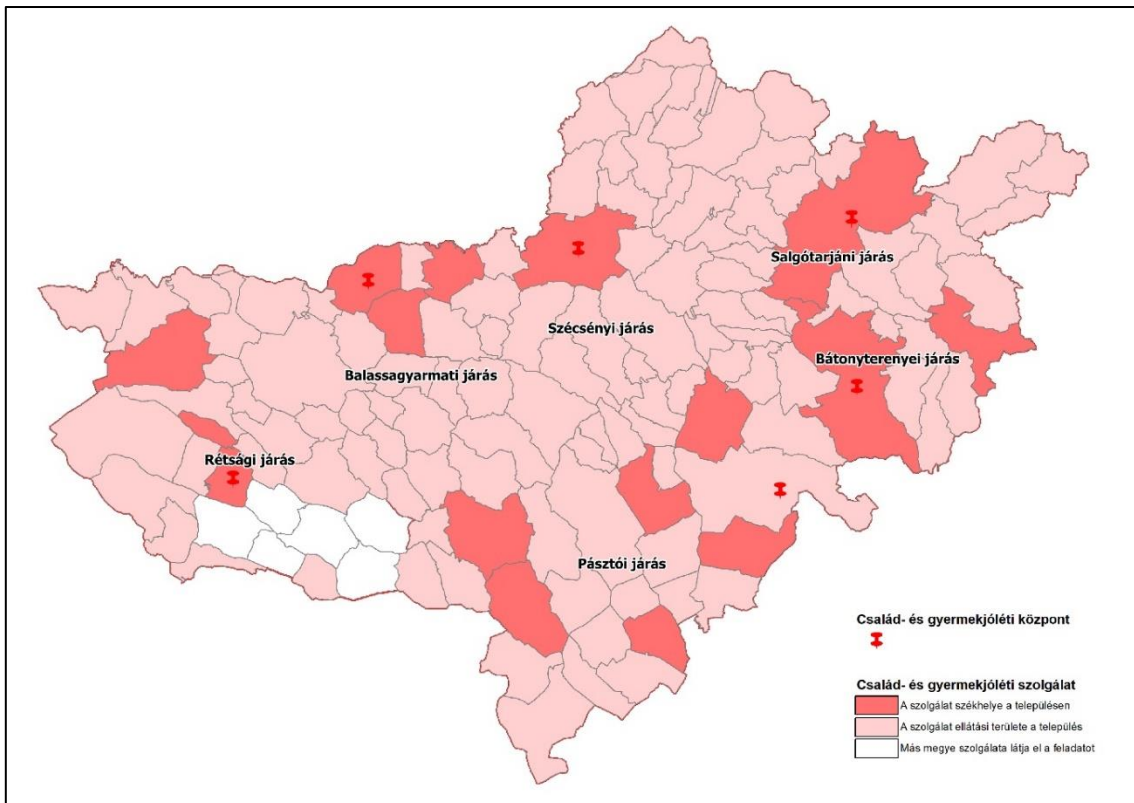 Salgótarjáni járás
Szécsényi járás
Bátonyterenyei járás
Balassagyarmati járás
Rétsági járás
Pásztói járás
Család- és gyermekjóléti központ
Család- és gyermekjóléti szolgálat
A szolgálat székhelye a településen
A szolgálat ellátási területe a település
Más megye szolgálata látja el a feladatot